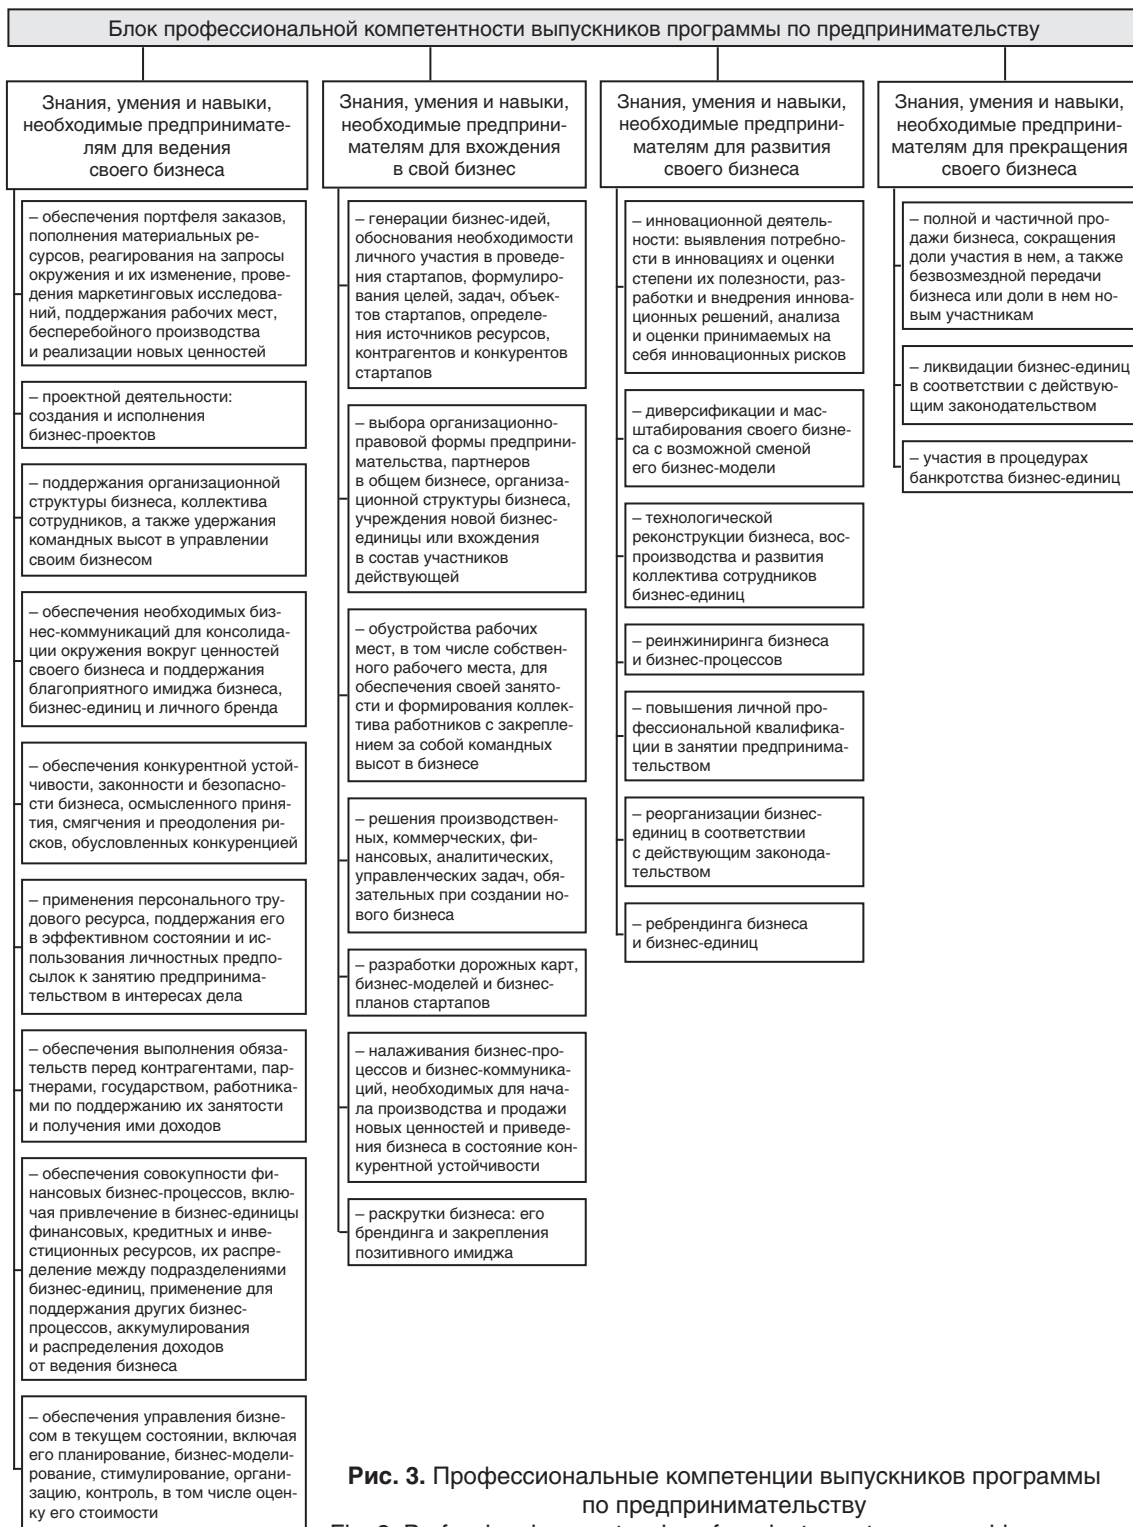 Блок профессиональной компетентности выпускников программы по предпринимательству
Знания, умения и навыки,
необходимые предпринимате-
лям для ведения
своего бизнеса
– обеспечения портфеля заказов,
пополнения материальных ре-
сурсов, реагирования на запросы
окружения и их изменение, прове-
дения маркетинговых исследова-
ний, поддержания рабочих мест,
бесперебойного производства
и реализации новых ценностей
– проектной деятельности:
создания и исполнения
бизнес-проектов
– поддержания организационной
структуры бизнеса, коллектива
сотрудников, а также удержания
командных высот в управлении
своим бизнесом
– обеспечения необходимых биз-
нес-коммуникаций для консолида-
ции окружения вокруг ценностей
своего бизнеса и поддержания
благоприятного имиджа бизнеса,
бизнес-единиц и личного бренда
– обеспечения конкурентной устой-
чивости, законности и безопасно-
сти бизнеса, осмысленного приня-
тия, смягчения и преодоления ри-
сков, обусловленных конкуренцией
– применения персонального тру-
дового ресурса, поддержания его
в эффективном состоянии и ис-
пользования личностных предпо-
сылок к занятию предпринима-
тельством в интересах дела
– обеспечения выполнения обяза-
тельств перед контрагентами, пар-
тнерами, государством, работника-
ми по поддержанию их занятости
и получения ими доходов
– обеспечения совокупности фи-
нансовых бизнес-процессов, вклю-
чая привлечение в бизнес-единицы
финансовых, кредитных и инве-
стиционных ресурсов, их распре-
деление между подразделениями
бизнес-единиц, применение для
поддержания других бизнес-
процессов, аккумулирования
и распределения доходов
от ведения бизнеса
– обеспечения управления бизне-
сом в текущем состоянии, включая
его планирование, бизнес-модели-
рование, стимулирование, органи-
зацию, контроль, в том числе оцен-
ку его стоимости
Знания, умения и навыки,
необходимые предприни-
мателям для вхождения
в свой бизнес
– генерации бизнес-идей,
обоснования необходимости
личного участия в проведе-
ния стартапов, формулиро-
вания целей, задач, объек-
тов стартапов, определе-
ния источников ресурсов,
контрагентов и конкурентов
стартапов
– выбора организационно-
правовой формы предприни-
мательства, партнеров
в общем бизнесе, организа-
ционной структуры бизнеса,
учреждения новой бизнес-
единицы или вхождения
в состав участников
действующей
– обустройства рабочих
мест, в том числе собствен-
ного рабочего места, для
обеспечения своей занято-
сти и формирования коллек-
тива работников с закрепле-
нием за собой командных
высот в бизнесе
– решения производствен-
ных, коммерческих, фи-
нансовых, аналитических,
управленческих задач, обя-
зательных при создании но-
вого бизнеса
– разработки дорожных карт,
бизнес-моделей и бизнес-
планов стартапов
– налаживания бизнес-про-
цессов и бизнес-коммуника-
ций, необходимых для нача-
ла производства и продажи
новых ценностей и приведе-
ния бизнеса в состояние кон-
курентной устойчивости
– раскрутки бизнеса: его
брендинга и закрепления
позитивного имиджа
Знания, умения и навыки,
необходимые предприни-
мателям для развития
своего бизнеса
– инновационной деятель-
ности: выявления потребно-
сти в инновациях и оценки
степени их полезности, раз-
работки и внедрения иннова-
ционных решений, анализа
и оценки принимаемых на
себя инновационных рисков
– диверсификации и мас-
штабирования своего бизне-
са с возможной сменой
его бизнес-модели
– технологической
реконструкции бизнеса, вос-
производства и развития
коллектива сотрудников
бизнес-единиц
– реинжиниринга бизнеса
и бизнес-процессов
– повышения личной про-
фессиональной квалифика-
ции в занятии предпринима-
тельством
– реорганизации бизнес-
единиц в соответствии
с действующим законода-
тельством
– ребрендинга бизнеса
и бизнес-единиц
Знания, умения и навыки,
необходимые предприни-
мателям для прекращения
своего бизнеса
– полной и частичной про-
дажи бизнеса, сокращения
доли участия в нем, а также
безвозмездной передачи
бизнеса или доли в нем но-
вым участникам
– ликвидации бизнес-единиц
в соответствии с действую-
щим законодательством
– участия в процедурах
банкротства бизнес-единиц
Рис. 3. Профессиональные компетенции выпускников программы
по предпринимательству